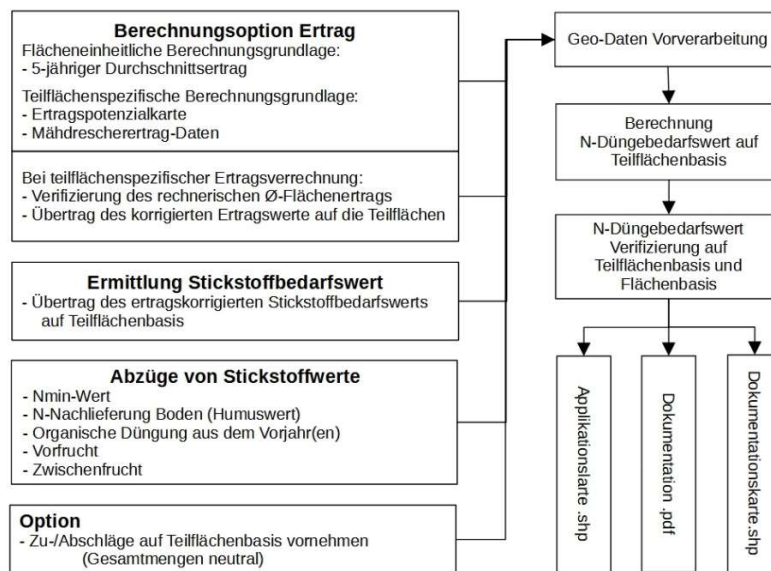 Berechnungsoption Ertrag
Flächeneinheitliche Berechnungsgrundlage:
- 5-jähriger Durchschnittsertrag
Teilflächenspezifische Berechnungsgrundlage:
- Ertragspotenzialkarte
- Mähdrescherertrag-Daten
Bei teilflächenspezifischer Ertragsverrechnung:
- Verifizierung des rechnerischen Ø-Flächenertrags
- Übertrag des korrigierten Ertragswerte auf die Teilflächen
Ermittlung Stickstoffbedarfswert
- Übertrag des ertragskorrigierten Stickstoffbedarfswerts
auf Teilflächenbasis
Abzüge von Stickstoffwerte
- Nmin-Wert
- N-Nachlieferung Boden (Humuswert)
- Organische Düngung aus dem Vorjahr(en)
- Vorfrucht
- Zwischenfrucht
Option
- Zu-/Abschläge auf Teilflächenbasis vornehmen
(Gesamtmengen neutral)
Geo-Daten Vorverarbeitung
Berechnung
N-Düngebedarfswert auf
Teilflächenbasis
N-Düngebedarfswert
Verifizierung auf
Teilflächenbasis und
Flächenbasis
Applikationslarte .shp
Dokumentation .pdf
Dokumentationskarte.shp